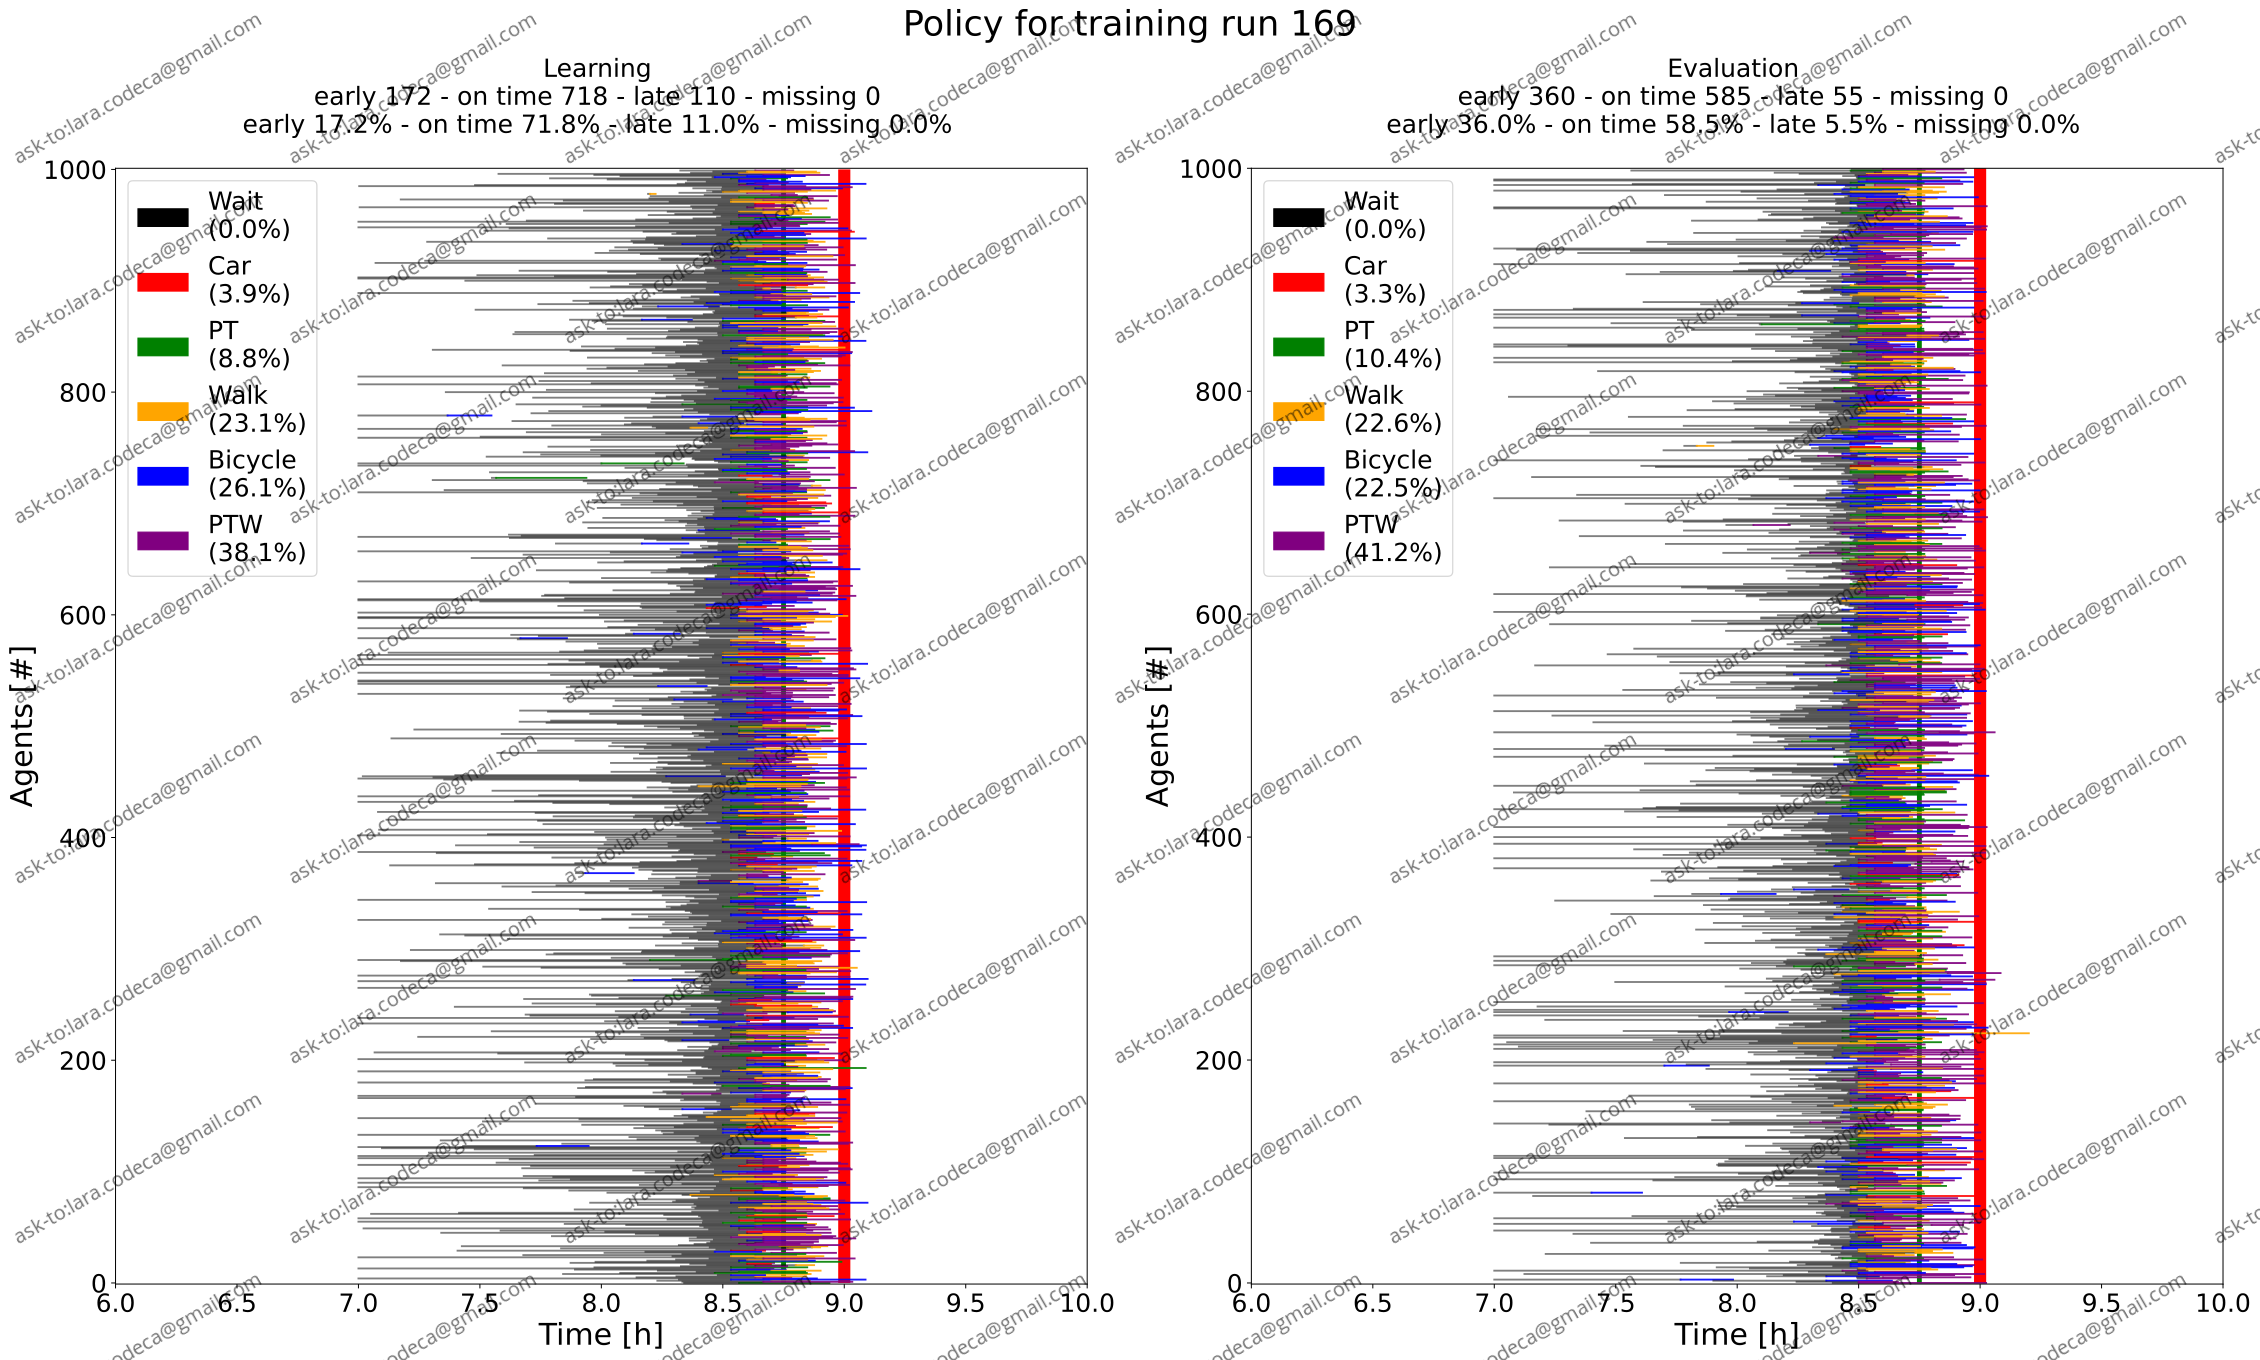 Policy for training run 169
Learning
early 172 - on time 718 - late 110 - missing 0
early 17.2% - on time 71.8% - late 11.0% - missing 0.0%
Wait
(0.0%)
Car
(3.9%)
PT
(8.8%)
Walk
(23.1%)
Bicycle
(26.1%)
PTW
(38.1%)
Agents [#]
1000
800
600
400
200
0
6.0 6.5 7.0 7.5 8.0 8.5 9.0 9.5 10.0
Time [h]
Evaluation
early 360 - on time 585 - late 55 - missing 0
early 36.0% - on time 58.5% - late 5.5% - missing 0.0%
Wait
(0.0%)
Car
(3.3%)
PT
(10.4%)
Walk
(22.6%)
Bicycle
(22.5%)
PTW
(41.2%)
Agents [#]
1000
800
600
400
200
0
6.0 6.5 7.0 7.5 8.0 8.5 9.0 9.5 10.0
Time [h]
ask-to:lara.codeca@gmail.com